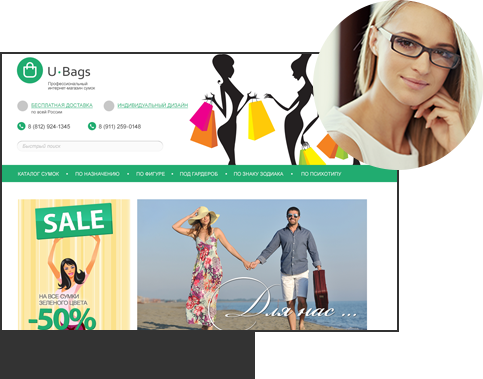 U·Bags
Профессиональный
интернет-магазин сумок
БЕСПЛАТНАЯ ДОСТАВКА
по всей России
ИНДИВИДУАЛЬНЫЙ ДИЗАЙН
8 (812) 924-1345
8 (911) 259-0148
Быстрый поиск
КАТАЛОГ СУМОК • ПО НАЗНАЧЕНИЮ • ПО ФИГУРЕ • ПОД ГАРДЕРОБ • ПО ЗНАКУ ЗОДИАКА • ПО ПСИХОТИПУ
SALE
НА ВСЕ СУМКИ
ЗЕЛЕНОГО ЦВЕТА
-50%
Для нас ...